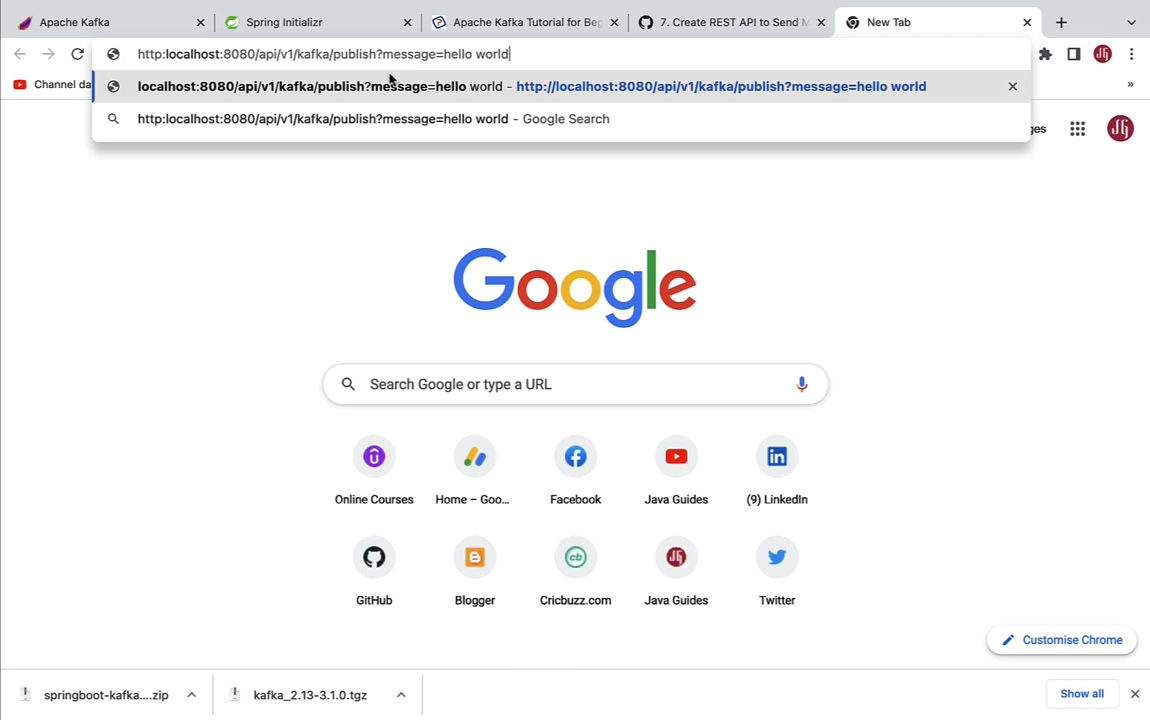 Apache Kafka
Spring Initializr
Apache Kafka Tutorial for Beg
7. Create REST API to Send M
New Tab
http:localhost:8080/api/v1/kafka/publish?message=hello world
Channel da
»
localhost:8080/api/v1/kafka/publish?message=hello world - http://localhost:8080/api/v1/kafka/publish?message=hello world
http:localhost:8080/api/v1/kafka/publish?message=hello world - Google Search
ges
Google
Search Google or type a URL
Online Courses
Home – Goo...
Facebook
Java Guides
(9) LinkedIn
GitHub
Blogger
Cricbuzz.com
Java Guides
Twitter
Customise Chrome
springboot-kafka....zip
kafka_2.13-3.1.0.tgz
Show all